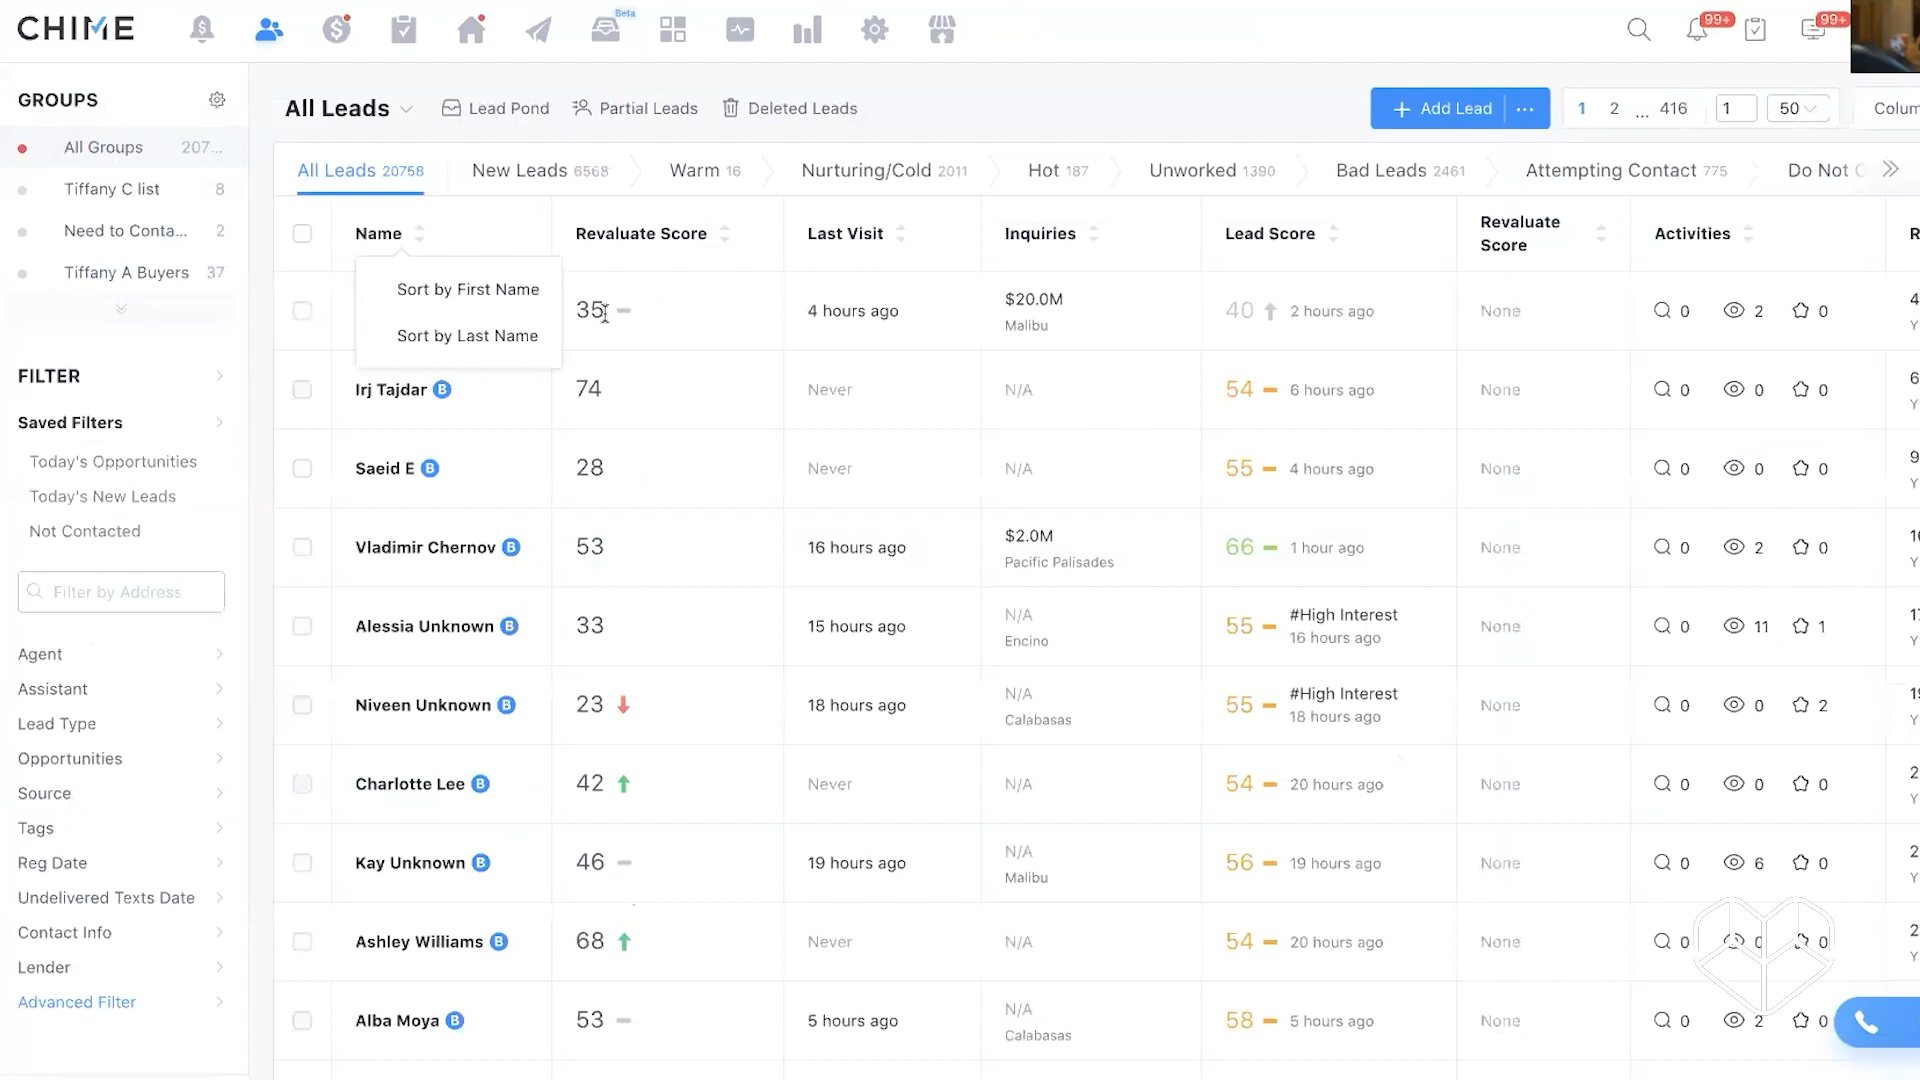 CHIME
Beta
99+
99+
GROUPS
All Groups 207...
Tiffany C list 8
Need to Conta... 2
Tiffany A Buyers 37
FILTER
Saved Filters
Today's Opportunities
Today's New Leads
Not Contacted
Filter by Address
Agent
Assistant
Lead Type
Opportunities
Source
Tags
Reg Date
Undelivered Texts Date
Contact Info
Lender
Advanced Filter
All Leads Lead Pond Partial Leads Deleted Leads
+ Add Lead ... 1 2 ... 416 1 50 Colum
All Leads 20758 New Leads 6568 Warm 16 Nurturing/Cold 2011 Hot 187 Unworked 1390 Bad Leads 2461 Attempting Contact 775 Do Not C
Name Revaluate Score Last Visit Inquiries Lead Score Revaluate Score Activities R
Sort by First Name
Sort by Last Name
35 4 hours ago $20.0M Malibu 40 2 hours ago None 0 2 0 4 Y
Irj Tajdar B 74 Never N/A 54 6 hours ago None 0 0 0 6 Y
Saeid E B 28 Never N/A 55 4 hours ago None 0 0 0 9 Y
Vladimir Chernov B 53 16 hours ago $2.0M Pacific Palisades 66 1 hour ago None 0 2 0 16 Y
Alessia Unknown B 33 15 hours ago N/A Encino 55 #High Interest 16 hours ago None 0 11 1 17 Y
Niveen Unknown B 23 18 hours ago N/A Calabasas 55 #High Interest 18 hours ago None 0 0 2 19 Y
Charlotte Lee B 42 Never N/A 54 20 hours ago None 0 0 0 2 Y
Kay Unknown B 46 19 hours ago N/A Malibu 56 19 hours ago None 0 6 0 2 Y
Ashley Williams B 68 Never N/A 54 20 hours ago None 0 0 0 2 Y
Alba Moya B 53 5 hours ago N/A Calabasas 58 5 hours ago None 0 2 0